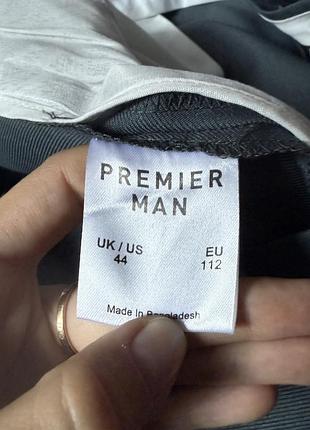 PREMIER
MAN
UK / US EU
44 112
Made In Bangladesh